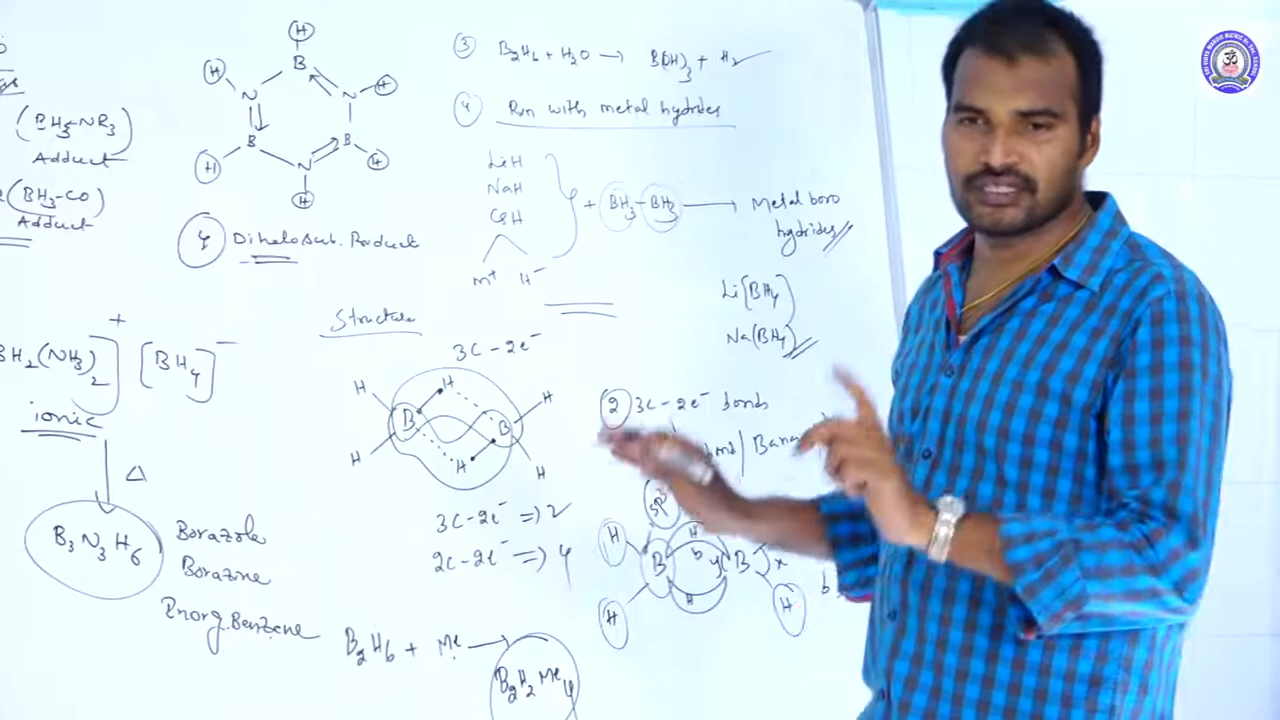 (BH3-NR3)
Adduct
(BH3-CO)
Adduct
H
B
H
N
N
H
B
B
H
N
H
H
4 Dihalo sub. Product
3 B2H6 + H2O → B(OH)3 + H2
4 Rxn with metal hydrides
LiH
NaH
+ BH3-BH3 → Metal boro
hydrides
M+ H-
Li[BH4]
Na(BH4)
BH2(NH3)2]+ [BH4]-
ionic
Δ
B3N3H6
Borazole
Borazine
Inorg. Benzene
Structure
3C-2e-
H
H
H
B
B
H
H
H
3C-2e- => 2
2C-2e- => 4
B2H6 + Me → B2H2Me4
2 3C-2e- bonds
bond/
sp3
H
H
B
b
y
B
x
H
H
H
b